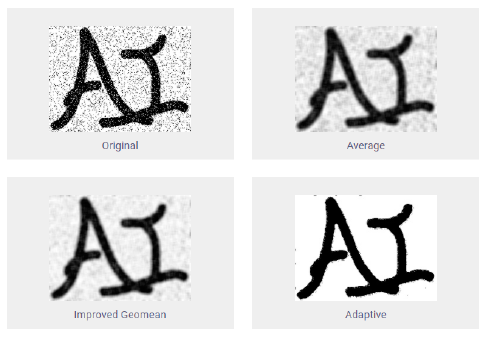 AI
Original
AI
Average
AI
Improved Geomean
AI
Adaptive